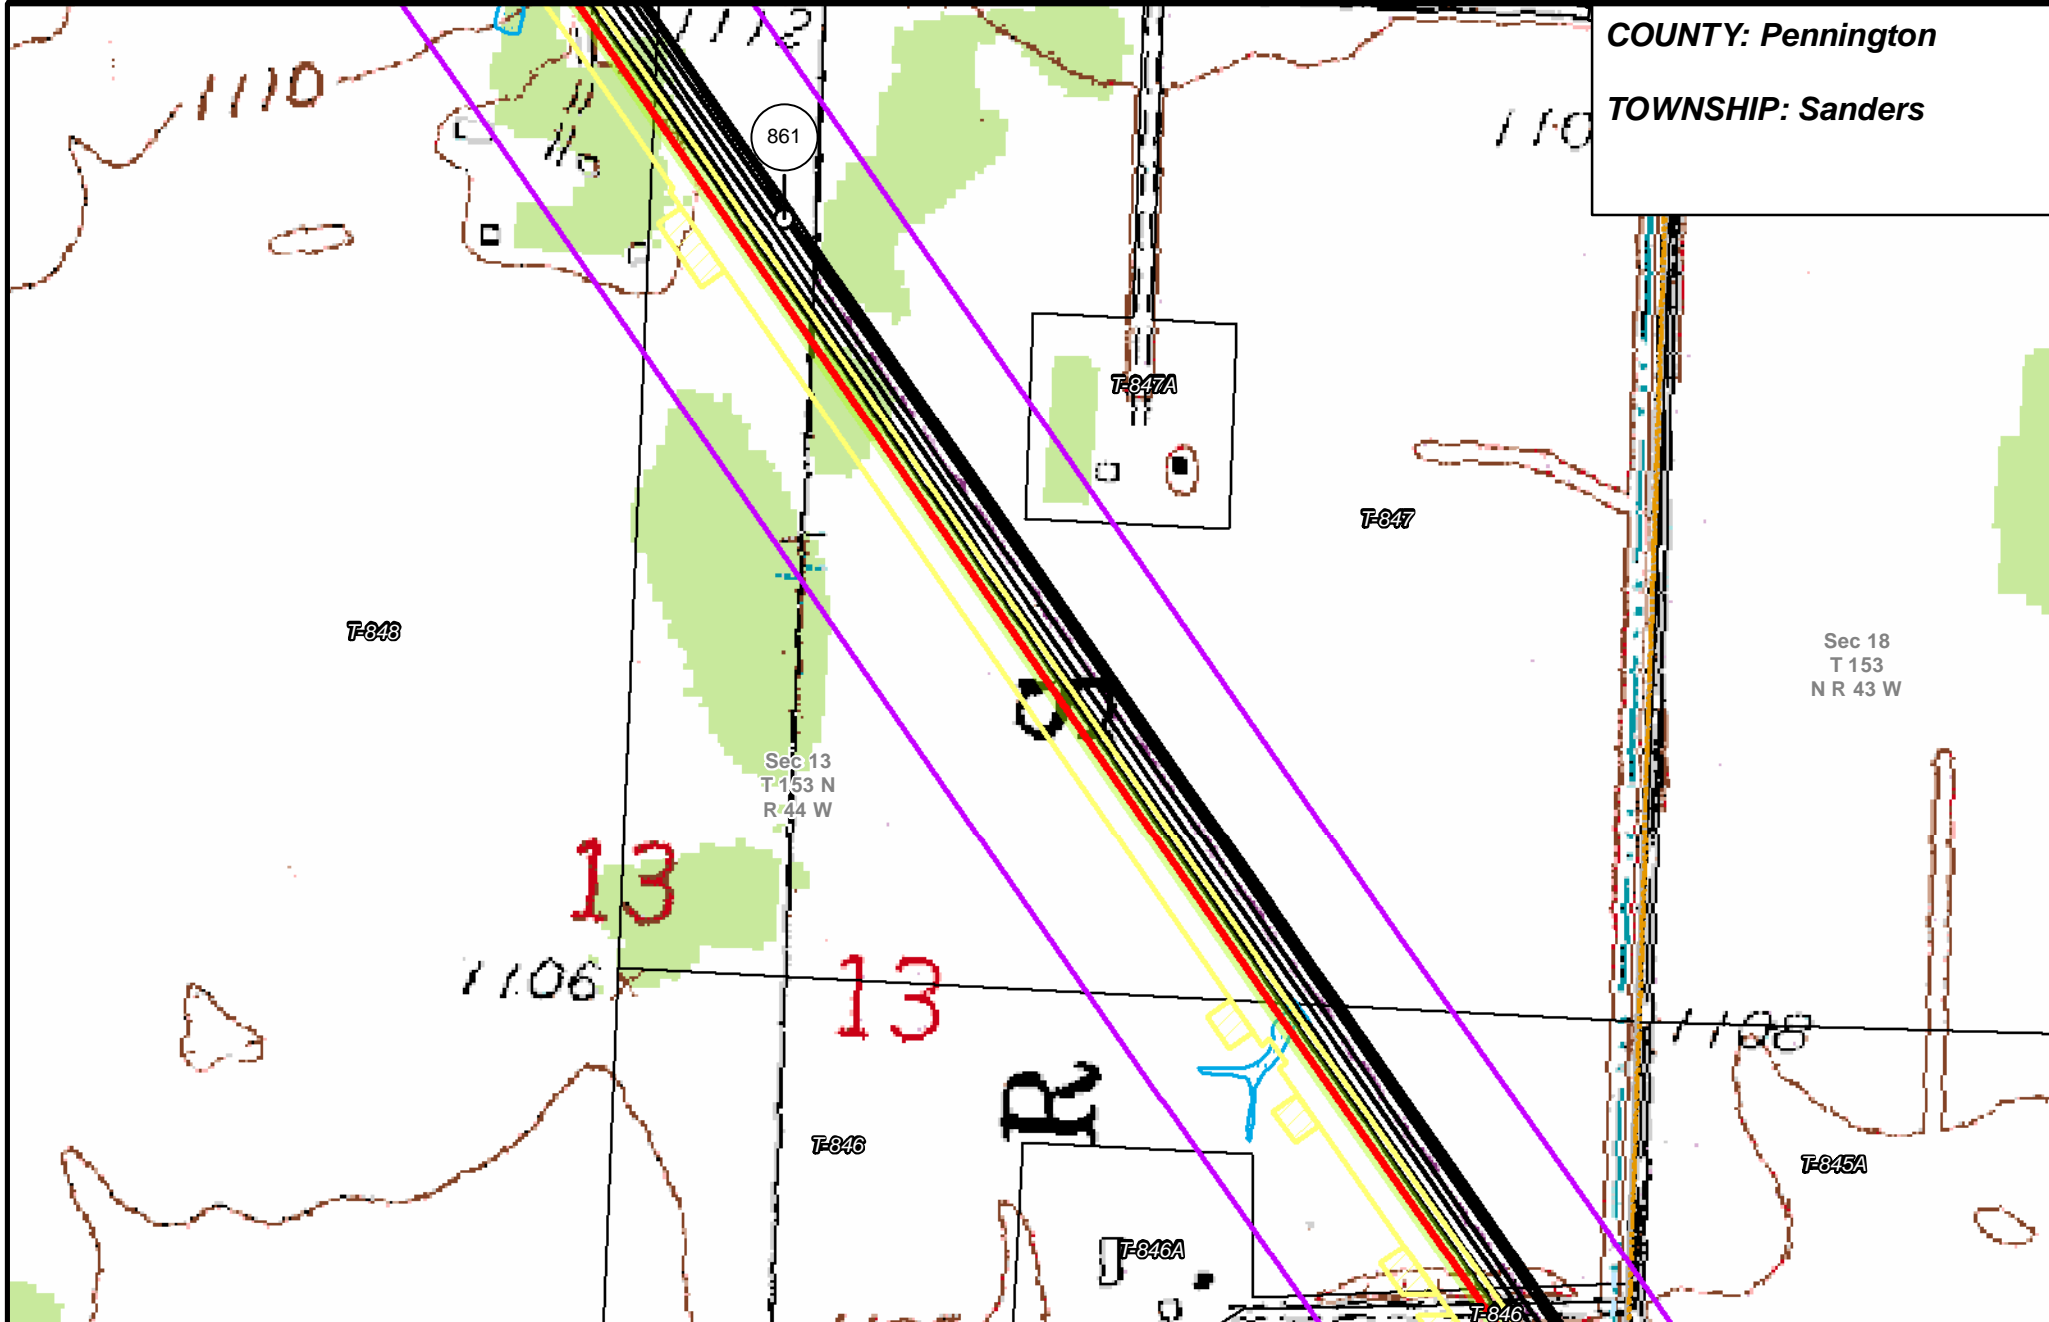 COUNTY: Pennington
TOWNSHIP: Sanders
1112
1110
861
T-847A
T-847
T-848
Sec 18
T 153
N R 43 W
Sec 13
T 153 N
R 44 W
13
1106
13
1108
R
T-846
T-845A
T-846A
T-846